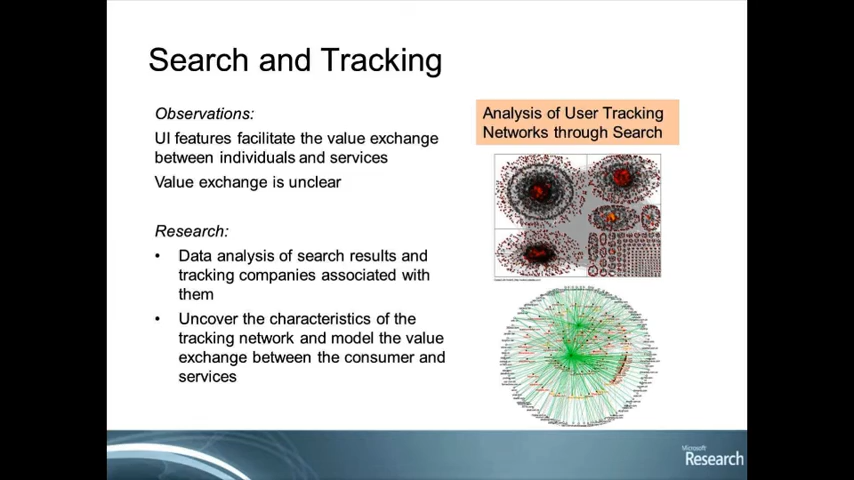 Search and Tracking
Observations:
UI features facilitate the value exchange
between individuals and services
Value exchange is unclear
Research:
• Data analysis of search results and
tracking companies associated with
them
• Uncover the characteristics of the
tracking network and model the value
exchange between the consumer and
services
Analysis of User Tracking
Networks through Search
Microsoft
Research